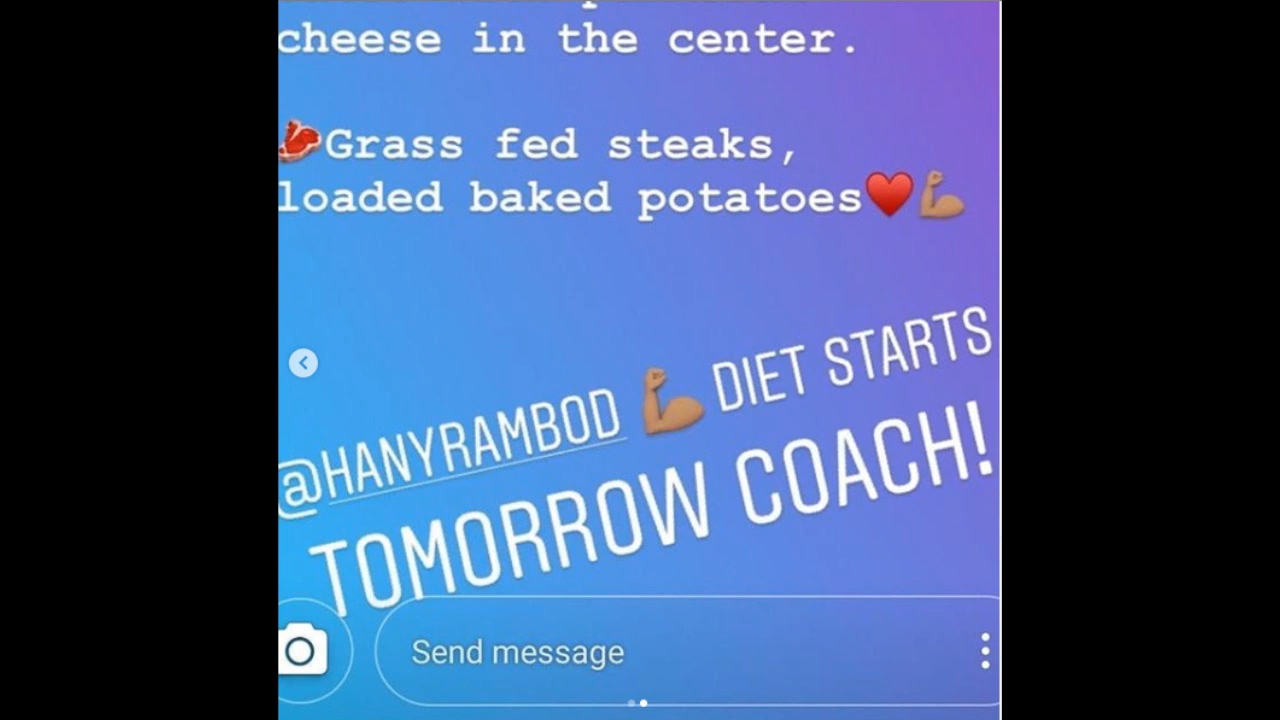 cheese in the center.
🥩Grass fed steaks,
loaded baked potatoes❤️💪🏽
@HANYRAMBOD 💪🏽 DIET STARTS
TOMORROW COACH!
Send message